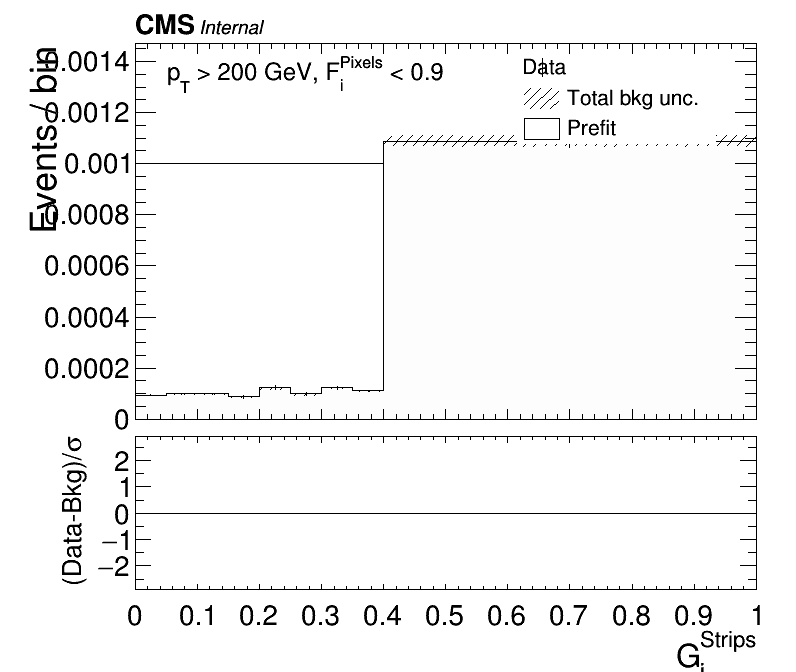 CMS Internal
p_T > 200 GeV, F_i^Pixels < 0.9
Data
Total bkg unc.
Prefit
Events / bin
0.0014
0.0012
0.001
0.0008
0.0006
0.0004
0.0002
0
(Data-Bkg)/σ
2
1
0
−1
−2
0 0.1 0.2 0.3 0.4 0.5 0.6 0.7 0.8 0.9 1
G_i^Strips